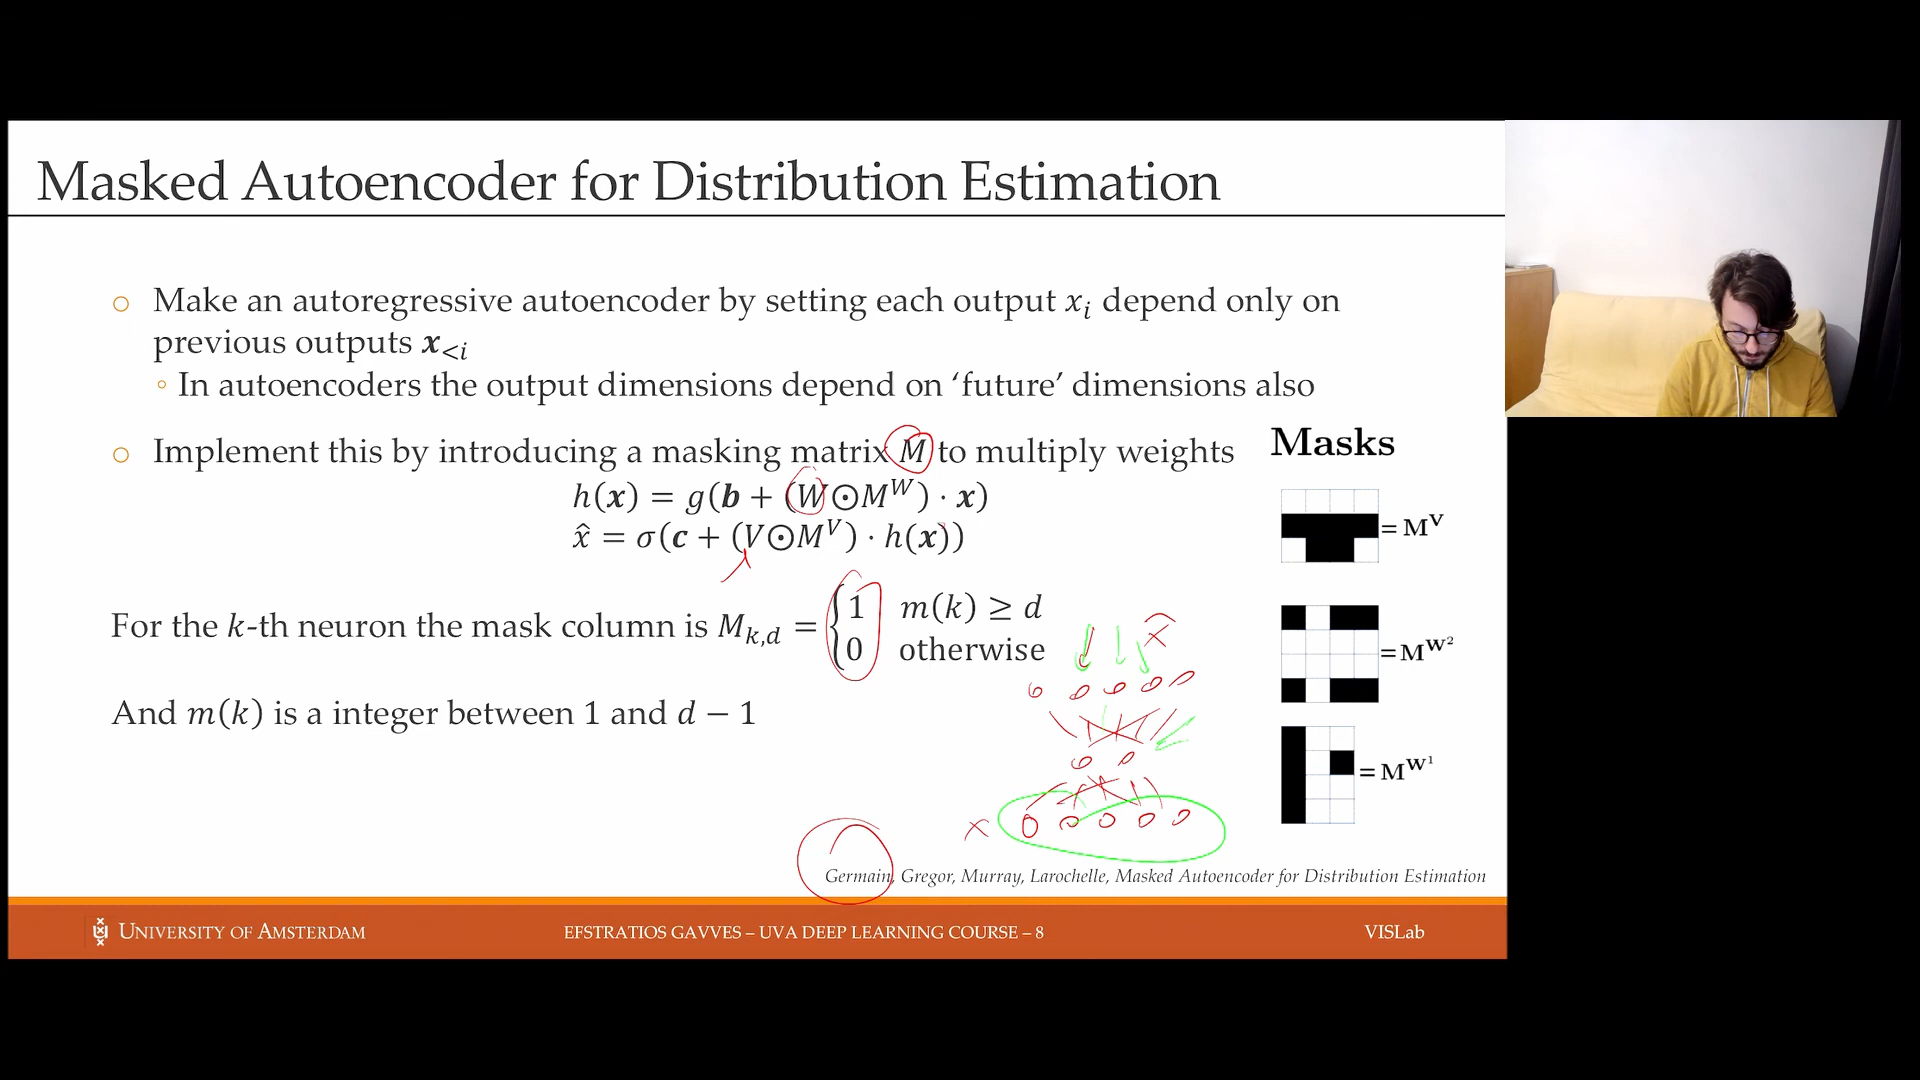 Masked Autoencoder for Distribution Estimation
○ Make an autoregressive autoencoder by setting each output x_i depend only on
previous outputs x_{<i}
◦ In autoencoders the output dimensions depend on ‘future’ dimensions also
○ Implement this by introducing a masking matrix M to multiply weights
h(x) = g(b + (W⊙M^W) · x)
x̂ = σ(c + (V⊙M^V) · h(x))
For the k-th neuron the mask column is M_{k,d} = { 1 m(k) ≥ d
0 otherwise
And m(k) is a integer between 1 and d − 1
Masks
= M^V
= M^{W^2}
= M^{W^1}
x
Germain, Gregor, Murray, Larochelle, Masked Autoencoder for Distribution Estimation
UNIVERSITY OF AMSTERDAM
EFSTRATIOS GAVVES – UVA DEEP LEARNING COURSE – 8
VISLab